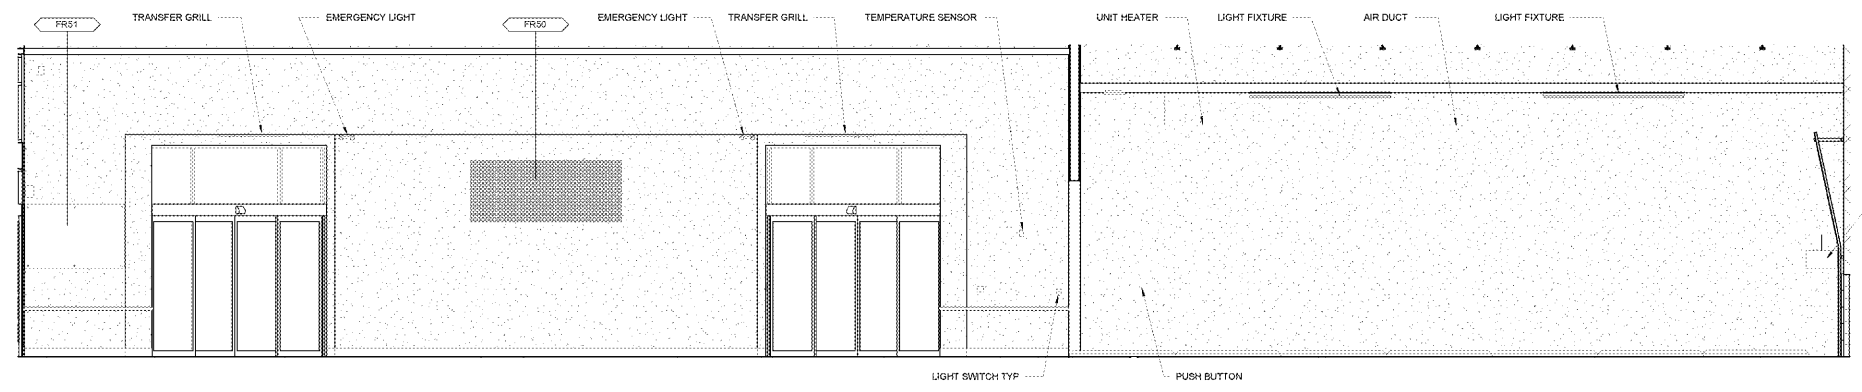 FR51
TRANSFER GRILL
EMERGENCY LIGHT
FR50
EMERGENCY LIGHT
TRANSFER GRILL
TEMPERATURE SENSOR
UNIT HEATER
LIGHT FIXTURE
AIR DUCT
LIGHT FIXTURE
LIGHT SWITCH TYP
PUSH BUTTON